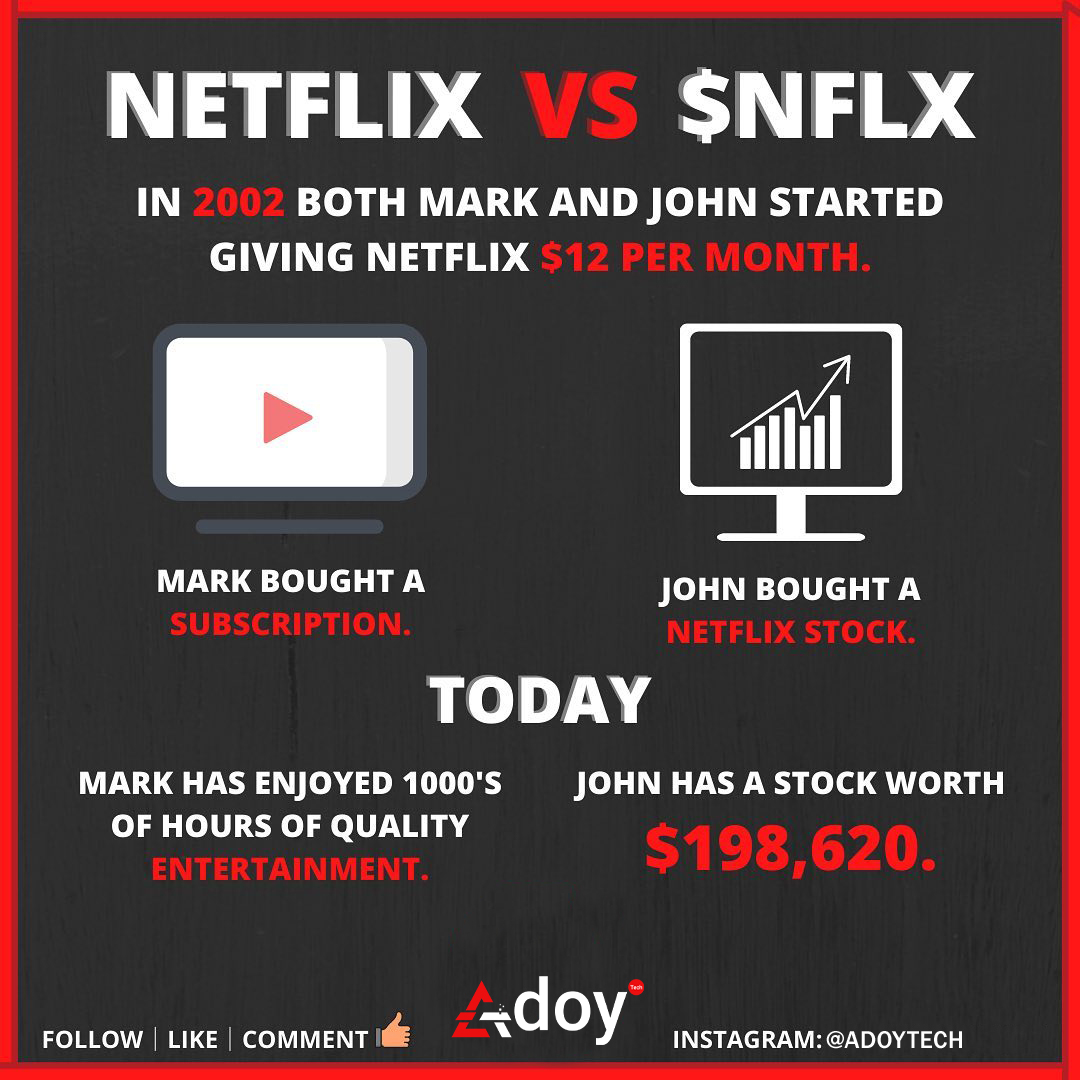 NETFLIX VS $NFLX
IN 2002 BOTH MARK AND JOHN STARTED
GIVING NETFLIX $12 PER MONTH.
MARK BOUGHT A
SUBSCRIPTION.
JOHN BOUGHT A
NETFLIX STOCK.
TODAY
MARK HAS ENJOYED 1000'S
OF HOURS OF QUALITY
ENTERTAINMENT.
JOHN HAS A STOCK WORTH
$198,620.
FOLLOW | LIKE | COMMENT
Adoy Tech
INSTAGRAM: @ADOYTECH